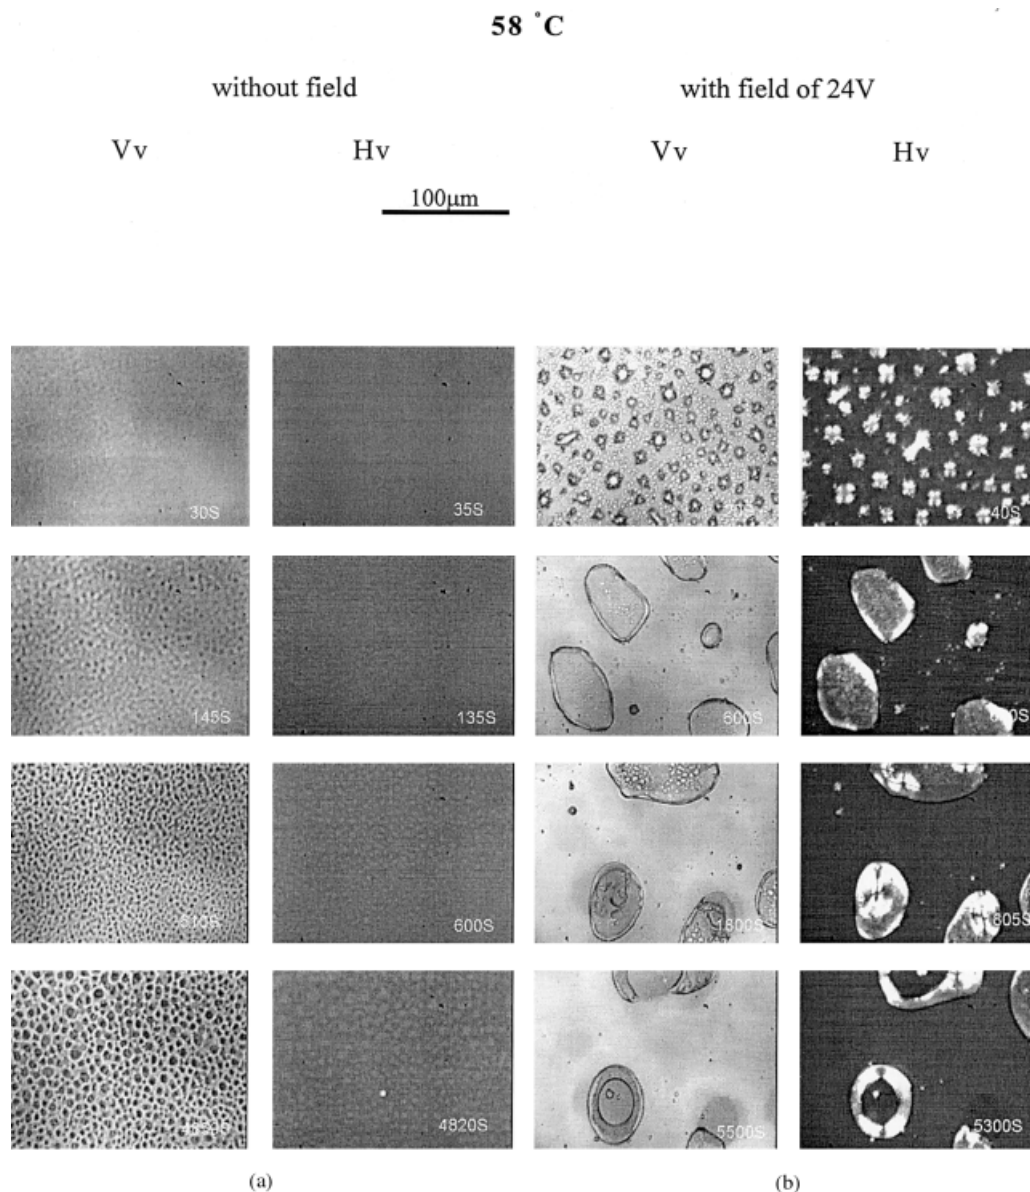 58 °C
without field
with field of 24V
Vv
Hv
Vv
Hv
100μm
30S
35S
40S
145S
135S
600S
600S
1800S
805S
4820S
5500S
5300S
(a)
(b)